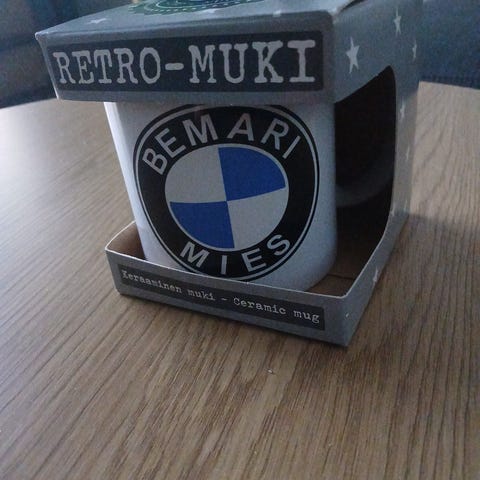 RETRO-MUKI
BEMARI
MIES
Keraaminen muki - Ceramic mug